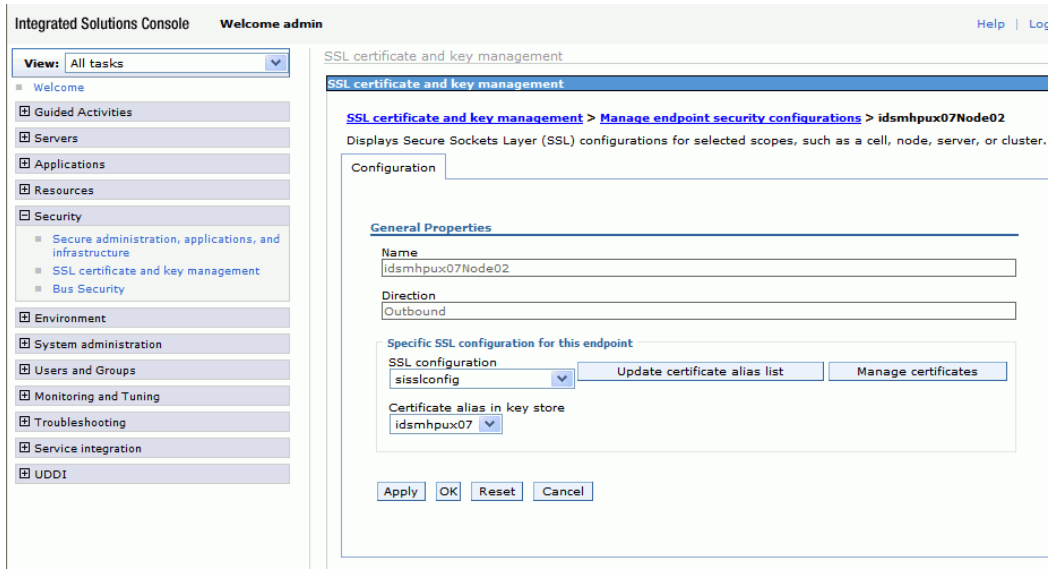 Integrated Solutions Console Welcome admin Help | Log
View: All tasks
Welcome
Guided Activities
Servers
Applications
Resources
Security
Secure administration, applications, and
infrastructure
SSL certificate and key management
Bus Security
Environment
System administration
Users and Groups
Monitoring and Tuning
Troubleshooting
Service integration
UDDI
SSL certificate and key management
SSL certificate and key management
SSL certificate and key management > Manage endpoint security configurations > idsmhpux07Node02
Displays Secure Sockets Layer (SSL) configurations for selected scopes, such as a cell, node, server, or cluster.
Configuration
General Properties
Name
idsmhpux07Node02
Direction
Outbound
Specific SSL configuration for this endpoint
SSL configuration
sisslconfig Update certificate alias list Manage certificates
Certificate alias in key store
idsmhpux07
Apply OK Reset Cancel